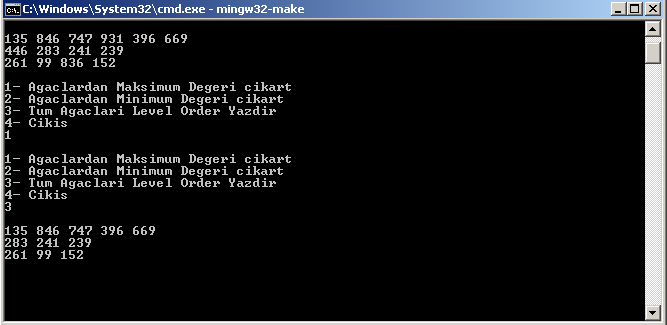 C:\Windows\System32\cmd.exe - mingw32-make
135 846 747 931 396 669
446 283 241 239
261 99 836 152
1- Agaclardan Maksimum Degeri cikart
2- Agaclardan Minimum Degeri cikart
3- Tum Agaclari Level Order Yazdir
4- Cikis
1
1- Agaclardan Maksimum Degeri cikart
2- Agaclardan Minimum Degeri cikart
3- Tum Agaclari Level Order Yazdir
4- Cikis
3
135 846 747 396 669
283 241 239
261 99 152